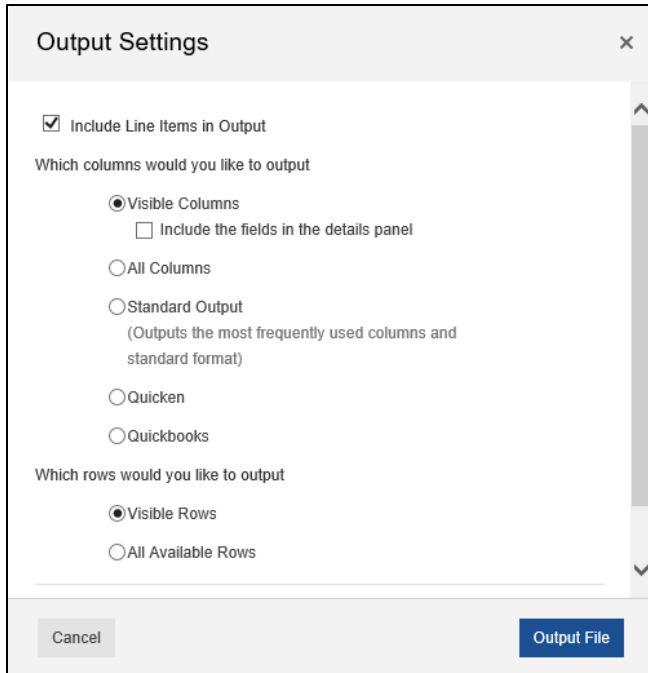 Output Settings
Include Line Items in Output
Which columns would you like to output
Visible Columns
Include the fields in the details panel
All Columns
Standard Output
(Outputs the most frequently used columns and
standard format)
Quicken
Quickbooks
Which rows would you like to output
Visible Rows
All Available Rows
Cancel
Output File